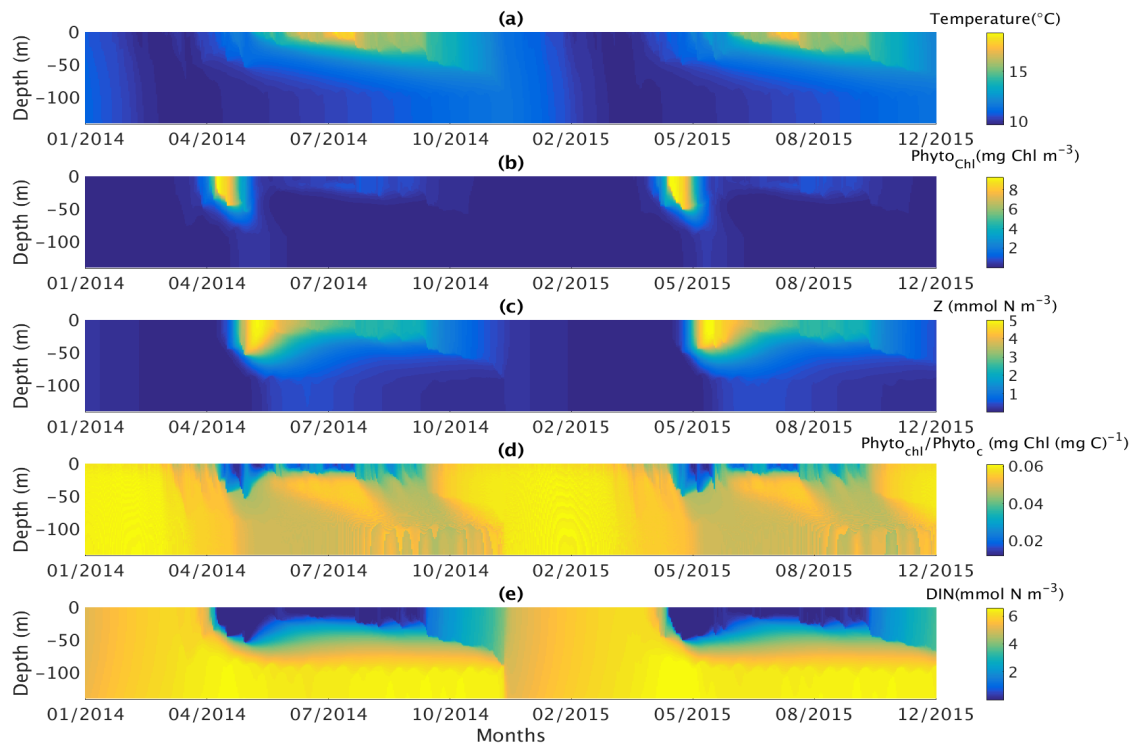 (a)
Temperature(°C)
Depth (m)
0
-50
-100
15
10
01/2014 04/2014 07/2014 10/2014 02/2015 05/2015 08/2015 12/2015
(b)
Phyto_Chl(mg Chl m⁻³)
Depth (m)
0
-50
-100
8
6
4
2
01/2014 04/2014 07/2014 10/2014 02/2015 05/2015 08/2015 12/2015
(c)
Z (mmol N m⁻³)
Depth (m)
0
-50
-100
5
4
3
2
1
01/2014 04/2014 07/2014 10/2014 02/2015 05/2015 08/2015 12/2015
(d)
Phyto_chl/Phyto_c (mg Chl (mg C)⁻¹)
Depth (m)
0
-50
-100
0.06
0.04
0.02
01/2014 04/2014 07/2014 10/2014 02/2015 05/2015 08/2015 12/2015
(e)
DIN(mmol N m⁻³)
Depth (m)
0
-50
-100
6
4
2
01/2014 04/2014 07/2014 10/2014 02/2015 05/2015 08/2015 12/2015
Months